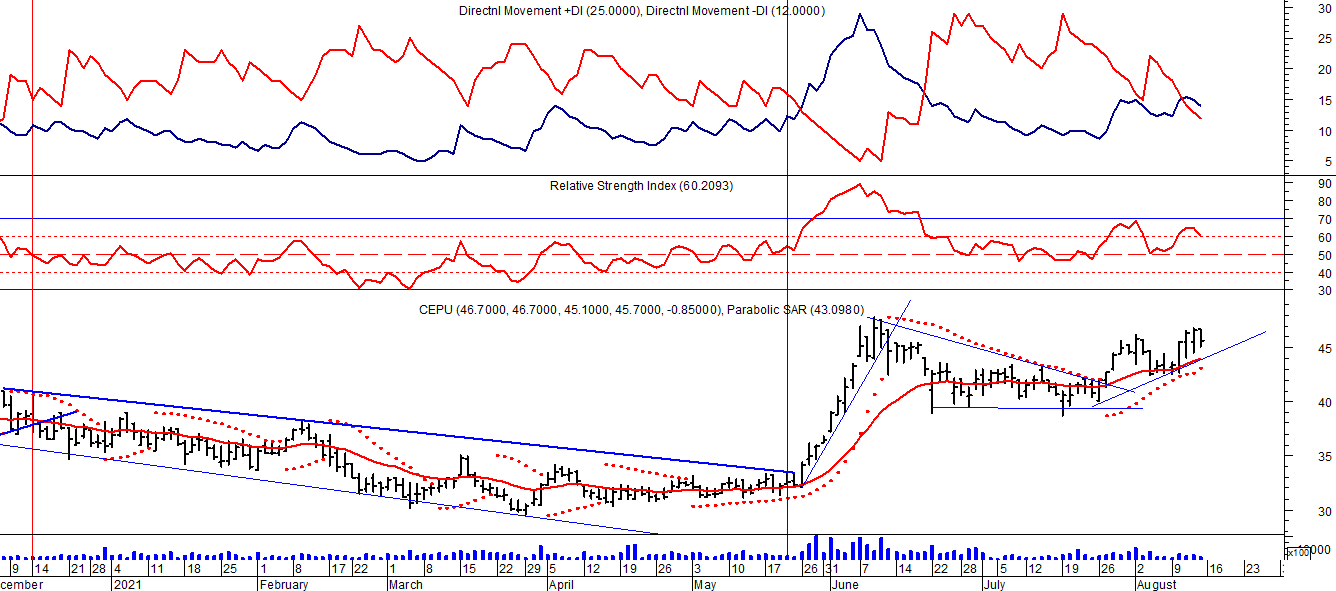 Directnl Movement +DI (25.0000), Directnl Movement -DI (12.0000)
30
25
20
15
10
5
Relative Strength Index (60.2093)
90
80
70
60
50
40
30
CEPU (46.7000, 46.7000, 45.1000, 45.7000, -0.85000), Parabolic SAR (43.0980)
45
40
35
30
x100
9 14 21 28 4 11 18 25 1 8 17 22 1 8 15 22 29 5 12 19 26 3 10 17 26 31 7 14 22 28 5 12 19 26 2 9 16 23
cember 2021 February March April May June July August